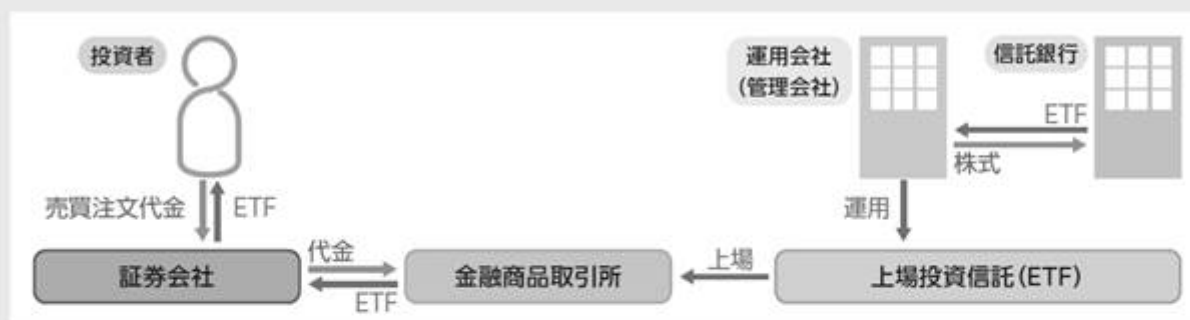 投資者
運用会社
(管理会社)
信託銀行
ETF
株式
売買注文代金
ETF
運用
証券会社
代金
ETF
金融商品取引所
上場
上場投資信託(ETF)